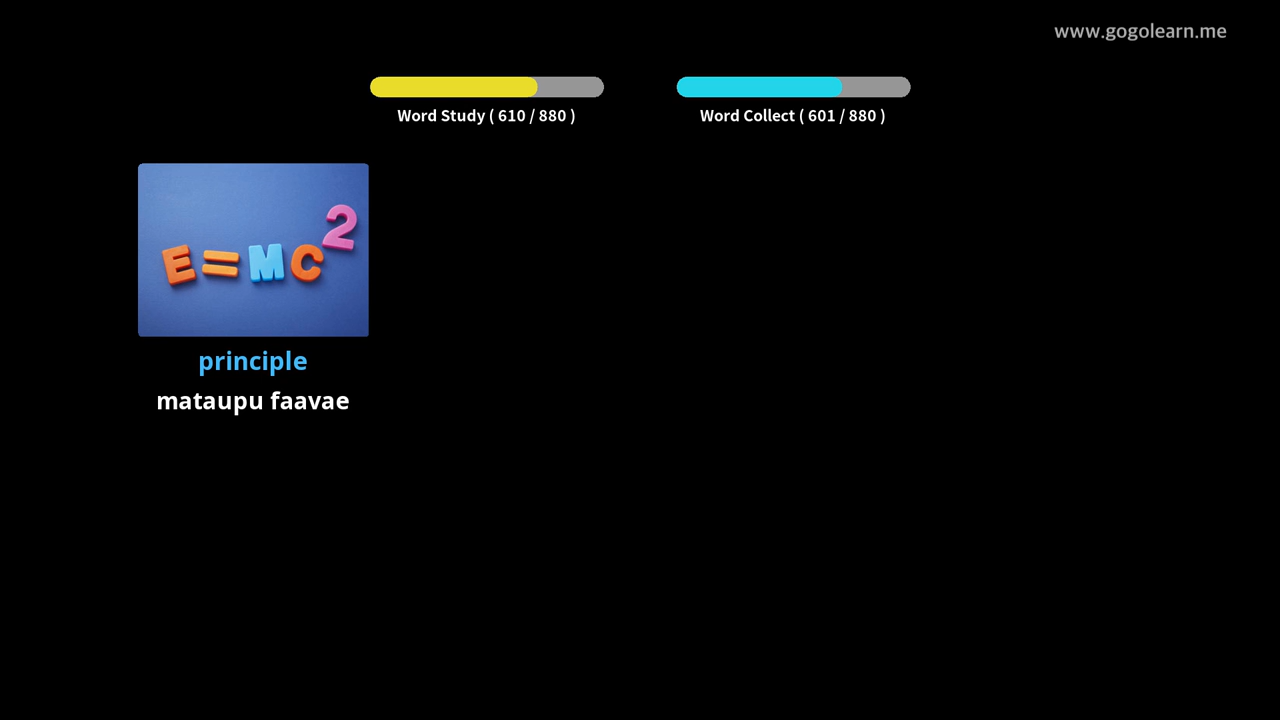 www.gogolearn.me
Word Study ( 610 / 880 )
Word Collect ( 601 / 880 )
E=MC²
principle
mataupu faavae